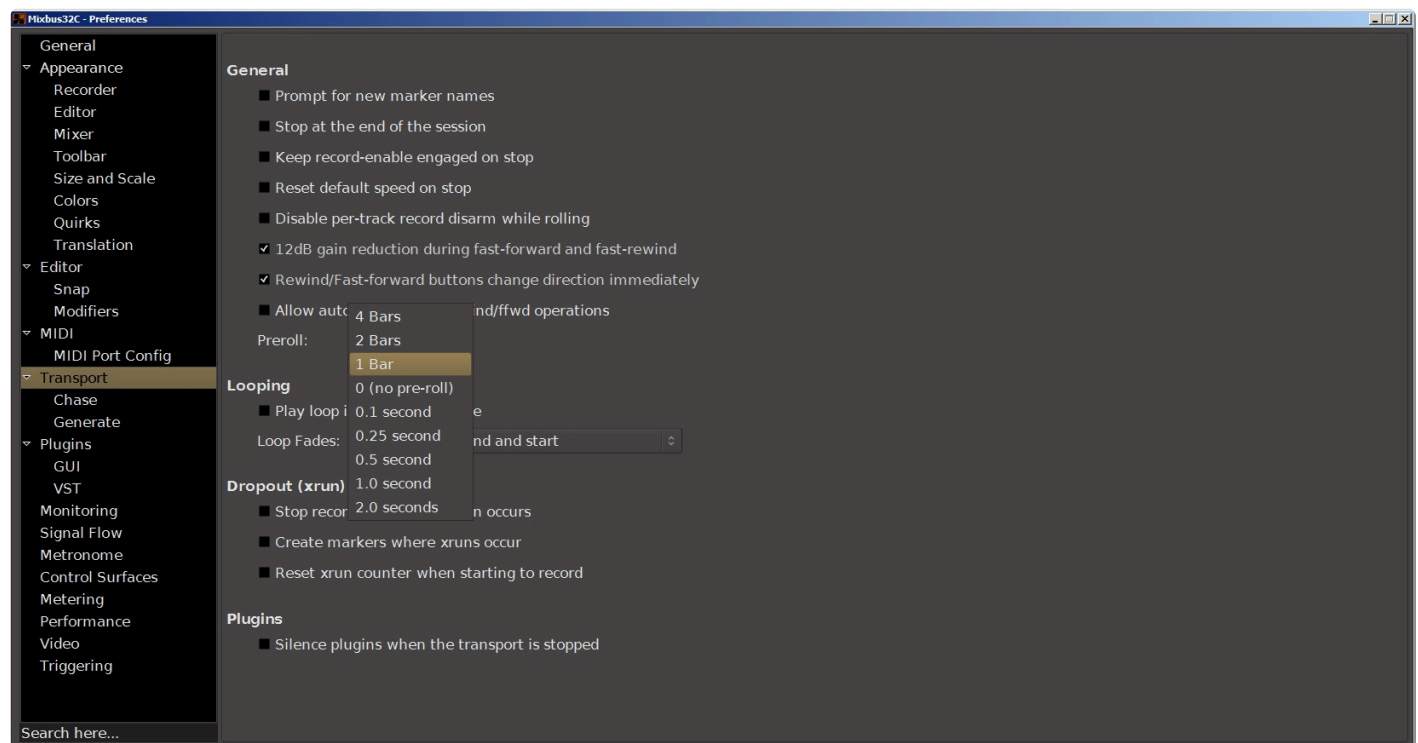 Mixbus32C - Preferences
General
Appearance
Recorder
Editor
Mixer
Toolbar
Size and Scale
Colors
Quirks
Translation
Editor
Snap
Modifiers
MIDI
MIDI Port Config
Transport
Chase
Generate
Plugins
GUI
VST
Monitoring
Signal Flow
Metronome
Control Surfaces
Metering
Performance
Video
Triggering
Search here...
General
Prompt for new marker names
Stop at the end of the session
Keep record-enable engaged on stop
Reset default speed on stop
Disable per-track record disarm while rolling
12dB gain reduction during fast-forward and fast-rewind
Rewind/Fast-forward buttons change direction immediately
Allow auto nd/ffwd operations
Preroll:
4 Bars
2 Bars
1 Bar
0 (no pre-roll)
0.1 second
0.25 second
0.5 second
1.0 second
2.0 seconds
Looping
Play loop i e
Loop Fades: nd and start
Dropout (xrun)
Stop recor n occurs
Create markers where xruns occur
Reset xrun counter when starting to record
Plugins
Silence plugins when the transport is stopped